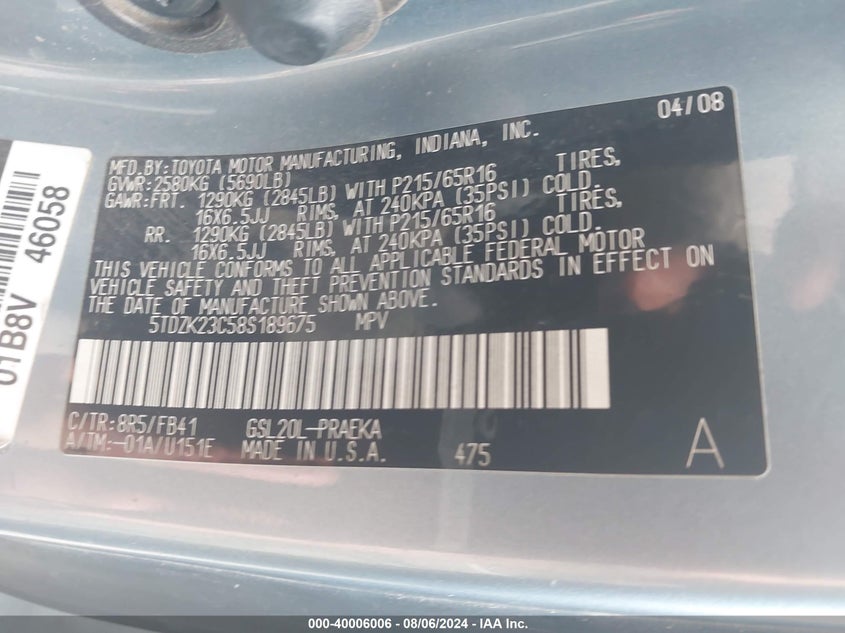 04/08
MFD.BY:TOYOTA MOTOR MANUFACTURING, INDIANA, INC.
GVWR:2580KG (5690LB)
GAWR:FRT. 1290KG (2845LB) WITH P215/65R16 TIRES,
16X6.5JJ RIMS, AT 240KPA (35PSI) COLD.
RR. 1290KG (2845LB) WITH P215/65R16 TIRES,
16X6.5JJ RIMS, AT 240KPA (35PSI) COLD.
THIS VEHICLE CONFORMS TO ALL APPLICABLE FEDERAL MOTOR
VEHICLE SAFETY AND THEFT PREVENTION STANDARDS IN EFFECT ON
THE DATE OF MANUFACTURE SHOWN ABOVE.
5TDZK23C58S189675 MPV
C/TR:8R5/FB41 GSL20L-PRAEKA
A/TM:-01A/U151E MADE IN U.S.A. 475 A
01B8V 46058
000-40006006 - 08/06/2024 - IAA Inc.